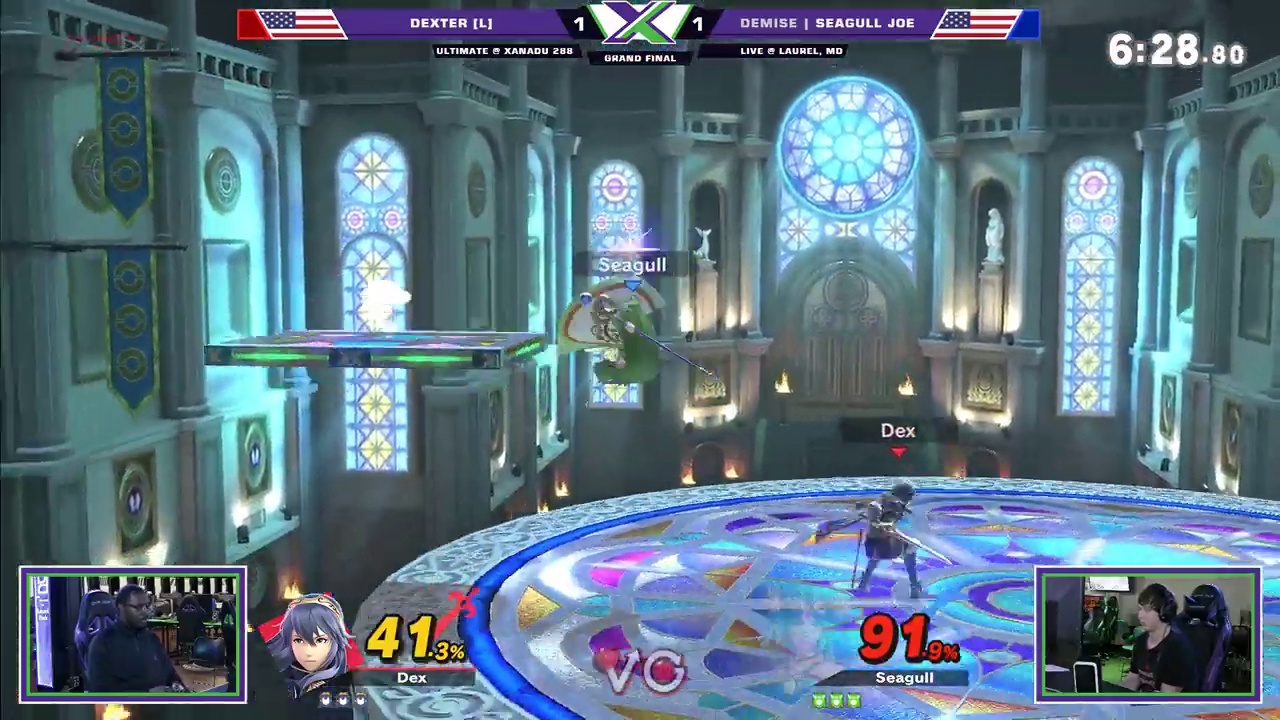 DEXTER [L]
1
1
DEMISE | SEAGULL JOE
ULTIMATE @ XANADU 288
GRAND FINAL
LIVE @ LAUREL, MD
6:28.80
Seagull
Dex
41.3%
Dex
91.9%
Seagull